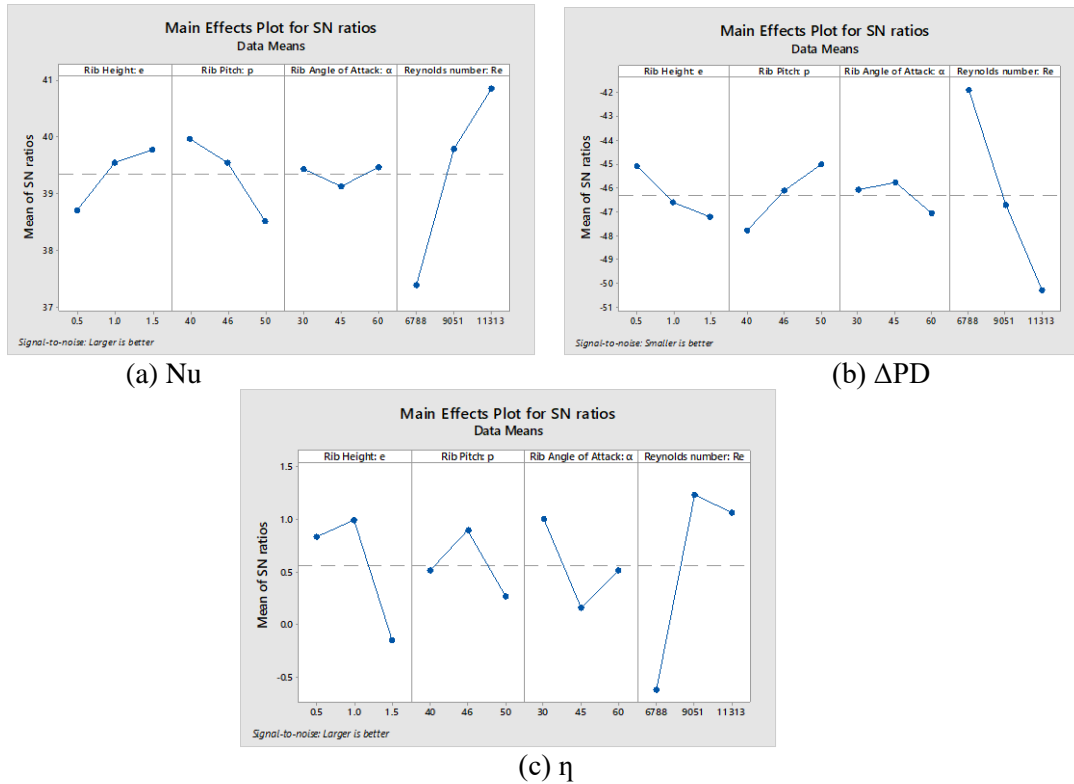 Main Effects Plot for SN ratios
Data Means
Rib Height: e Rib Pitch: p Rib Angle of Attack: α Reynolds number: Re
41
40
39
38
37
Mean of SN ratios
0.5 1.0 1.5 40 46 50 30 45 60 6788 9051 11313
Signal-to-noise: Larger is better
(a) Nu
Main Effects Plot for SN ratios
Data Means
Rib Height: e Rib Pitch: p Rib Angle of Attack: α Reynolds number: Re
-42
-43
-44
-45
-46
-47
-48
-49
-50
-51
Mean of SN ratios
0.5 1.0 1.5 40 46 50 30 45 60 6788 9051 11313
Signal-to-noise: Smaller is better
(b) ΔPD
Main Effects Plot for SN ratios
Data Means
Rib Height: e Rib Pitch: p Rib Angle of Attack: α Reynolds number: Re
1.5
1.0
0.5
0.0
-0.5
Mean of SN ratios
0.5 1.0 1.5 40 46 50 30 45 60 6788 9051 11313
Signal-to-noise: Larger is better
(c) η